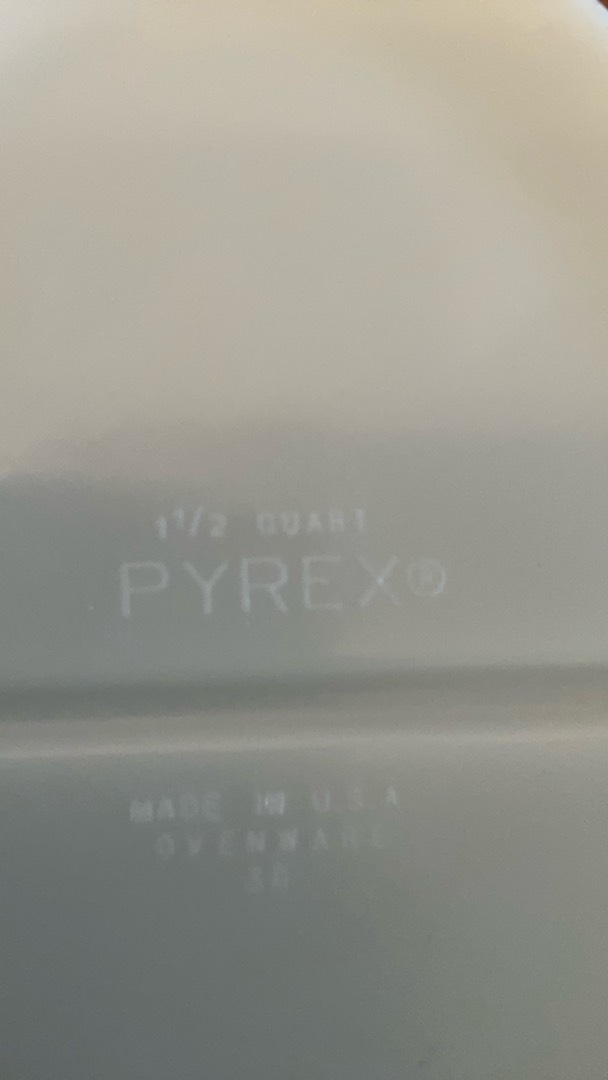 1 1/2 QUART
PYREX®
MADE IN U.S.A
OVENWARE